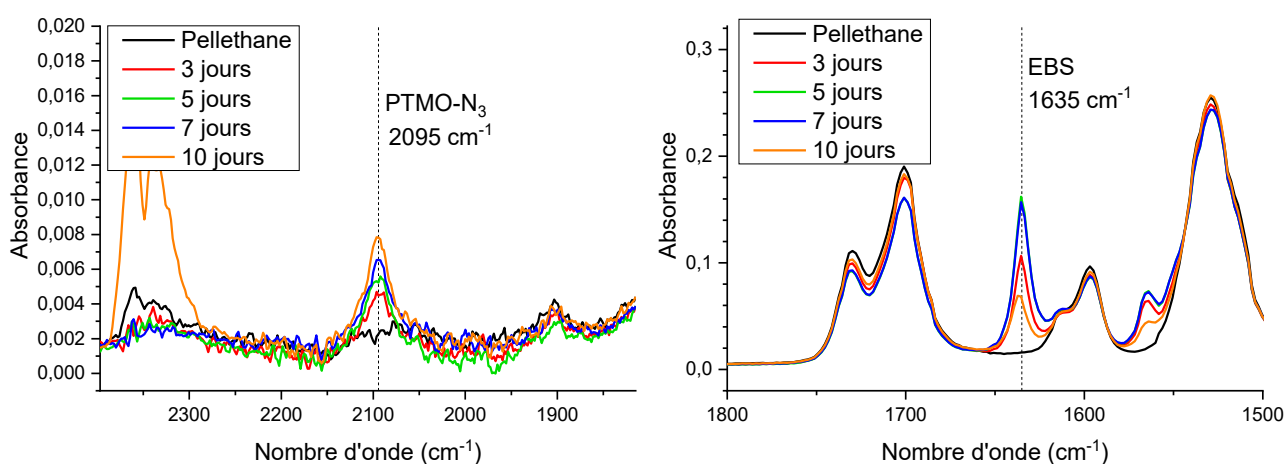 0,020
0,018
0,016
0,014
0,012
0,010
0,008
0,006
0,004
0,002
0,000
Absorbance
Pellethane
3 jours
5 jours
7 jours
10 jours
PTMO-N₃
2095 cm⁻¹
2300
2200
2100
2000
1900
Nombre d'onde (cm⁻¹)
0,3
0,2
0,1
0,0
Absorbance
Pellethane
3 jours
5 jours
7 jours
10 jours
EBS
1635 cm⁻¹
1800
1700
1600
1500
Nombre d'onde (cm⁻¹)